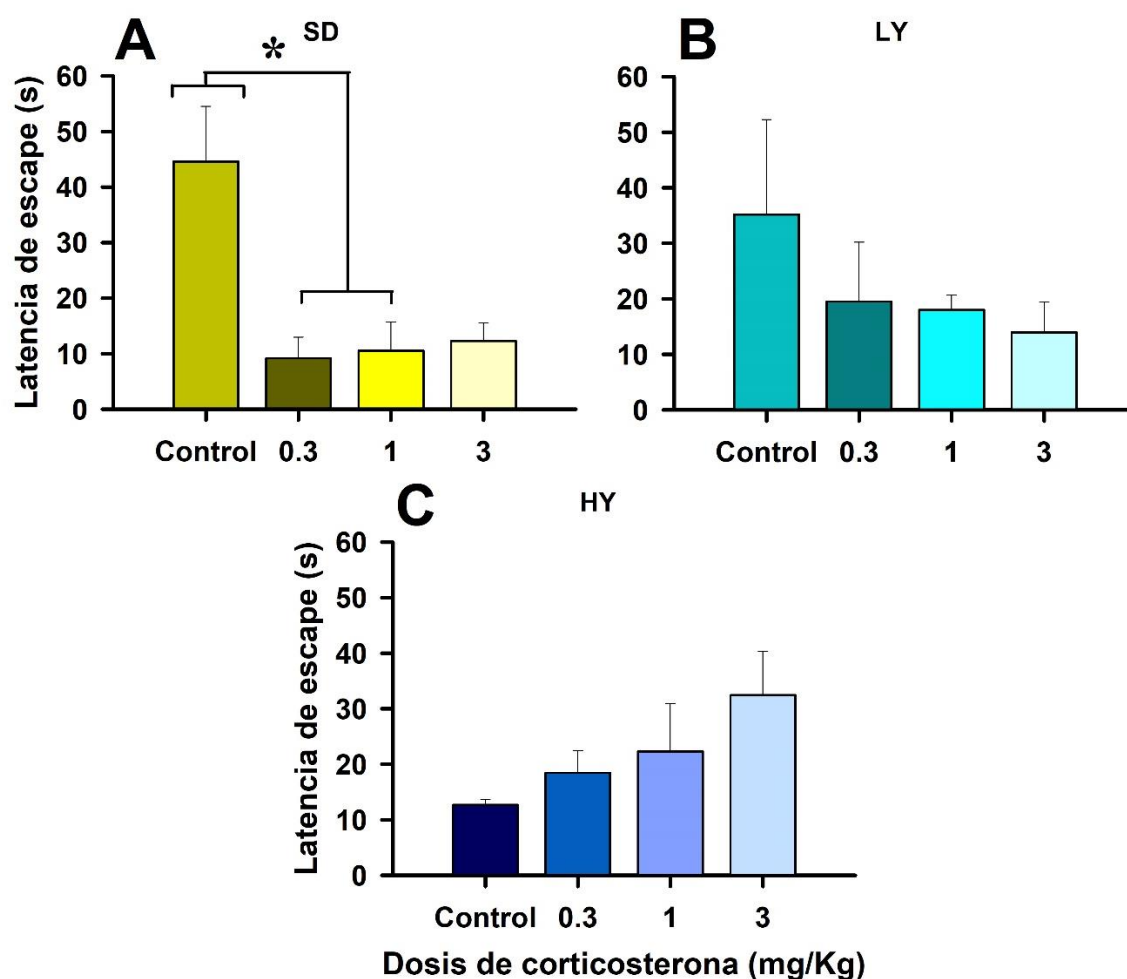 A
SD
*
Latencia de escape (s)
60
50
40
30
20
10
0
Control 0.3 1 3
B
LY
60
50
40
30
20
10
0
Control 0.3 1 3
C
HY
Latencia de escape (s)
60
50
40
30
20
10
0
Control 0.3 1 3
Dosis de corticosterona (mg/Kg)